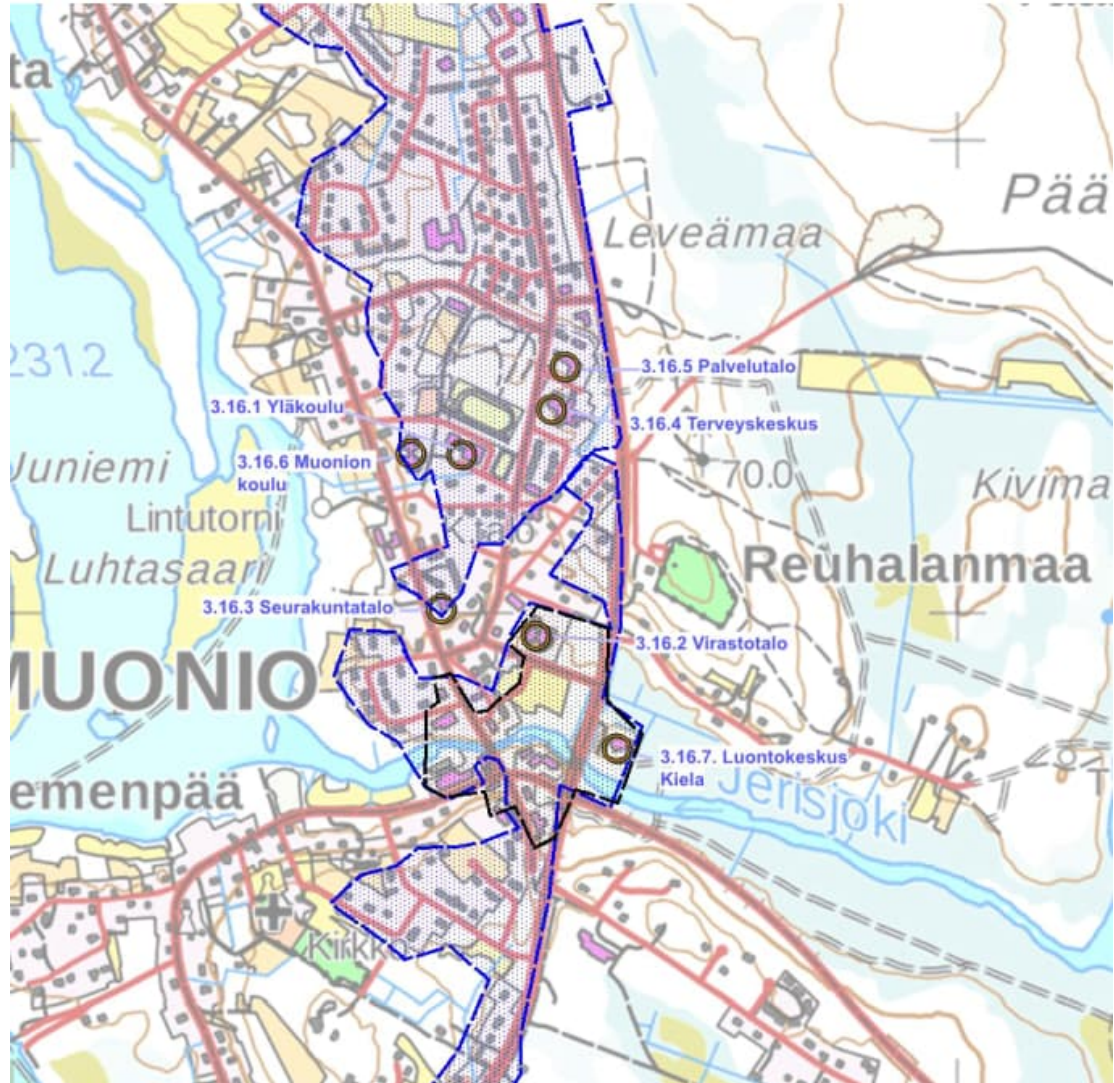 ta
Pää
Leveämaa
231.2
3.16.5 Palvelutalo
3.16.1 Yläkoulu
3.16.4 Terveyskeskus
3.16.6 Muonion
koulu
70.0
Juniemi
Kivima
Lintutorni
Luhtasaari
Reuhalanmaa
3.16.3 Seurakuntatalo
3.16.2 Virastotalo
MUONIO
3.16.7. Luontokeskus
Kiela
emenpää
Jerisjoki
Kirkko